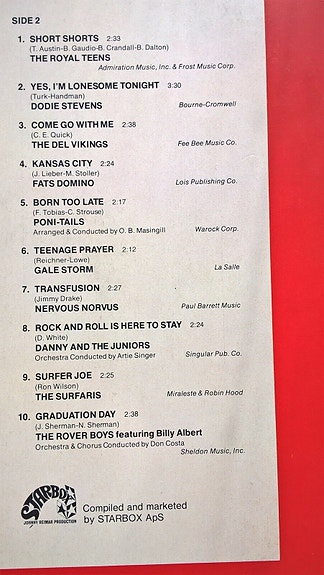 SIDE 2
1. SHORT SHORTS 2:33
(T. Austin-B. Gaudio-B. Crandall-B. Dalton)
THE ROYAL TEENS
Admiration Music, Inc. & Frost Music Corp.
2. YES, I'M LONESOME TONIGHT 3:30
(Turk-Handman)
DODIE STEVENS Bourne-Cromwell
3. COME GO WITH ME 2:38
(C. E. Quick)
THE DEL VIKINGS Fee Bee Music Co.
4. KANSAS CITY 2:24
(J. Lieber-M. Stoller)
FATS DOMINO Lois Publishing Co.
5. BORN TOO LATE 2:17
(F. Tobias-C. Strouse)
PONI-TAILS
Arranged & Conducted by O. B. Masingill Warock Corp.
6. TEENAGE PRAYER 2:12
(Reichner-Lowe)
GALE STORM La Salle
7. TRANSFUSION 2:27
(Jimmy Drake)
NERVOUS NORVUS Paul Barrett Music
8. ROCK AND ROLL IS HERE TO STAY 2:24
(D. White)
DANNY AND THE JUNIORS
Orchestra Conducted by Artie Singer Singular Pub. Co.
9. SURFER JOE 2:25
(Ron Wilson)
THE SURFARIS Miraleste & Robin Hood
10. GRADUATION DAY 2:38
(J. Sherman-N. Sherman)
THE ROVER BOYS featuring Billy Albert
Orchestra & Chorus Conducted by Don Costa
Sheldon Music, Inc.
STARBOX
JOHNNY REIMAR PRODUCTION
Compiled and marketed
by STARBOX ApS